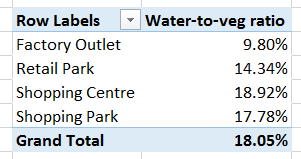 Row Labels Water-to-veg ratio
Factory Outlet 9.80%
Retail Park 14.34%
Shopping Centre 18.92%
Shopping Park 17.78%
Grand Total 18.05%